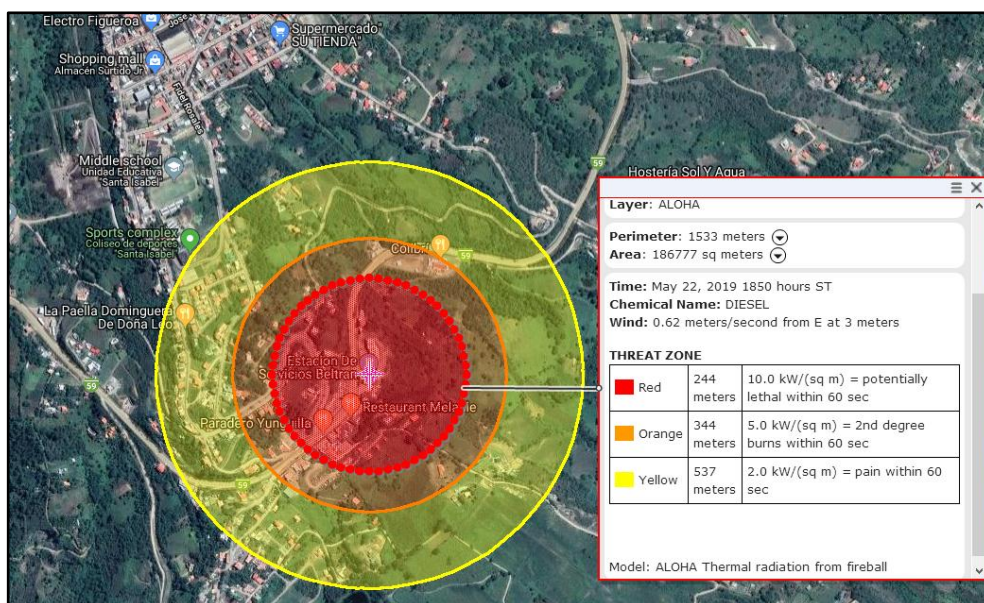 Electro Figueroa
Supermercado
SU TIENDA"
Shopping mall
Almacén Surtido Jr
Fidel Rosales
59
Middle school
Unidad Educativa
"Santa Isabel"
Hostería Sol Y Agua
Sports complex
Coliseo de deportes
"Santa Isabel"
Colibrí
59
La Paella Dominguera
De Doña Leo
Estación De
Servicios Beltran
59
Restaurant Melanie
Paradero Yunguilla
59
Layer: ALOHA
Perimeter: 1533 meters
Area: 186777 sq meters
Time: May 22, 2019 1850 hours ST
Chemical Name: DIESEL
Wind: 0.62 meters/second from E at 3 meters
THREAT ZONE
Red 244 meters 10.0 kW/(sq m) = potentially
lethal within 60 sec
Orange 344 meters 5.0 kW/(sq m) = 2nd degree
burns within 60 sec
Yellow 537 meters 2.0 kW/(sq m) = pain within 60
sec
Model: ALOHA Thermal radiation from fireball